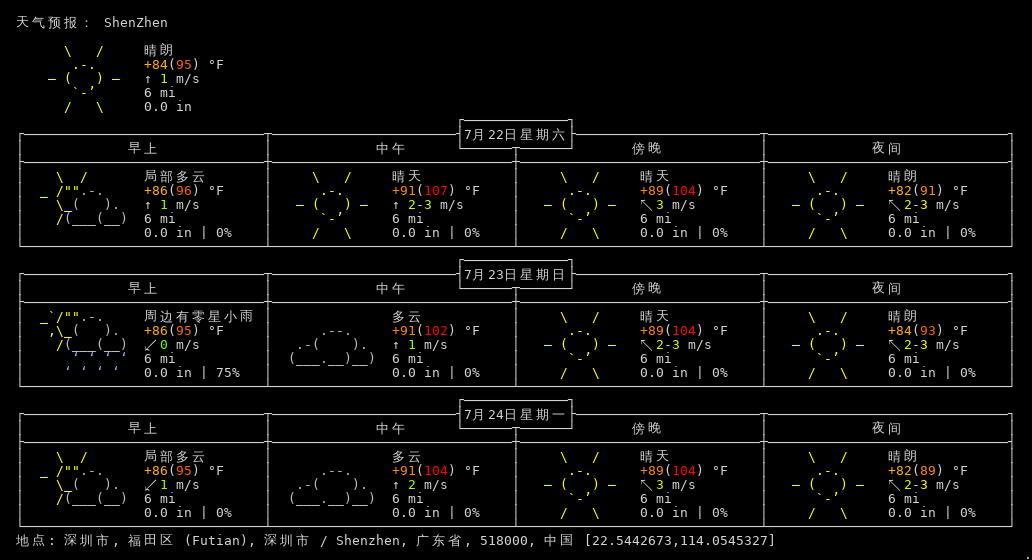 天气预报： ShenZhen
晴朗
+84(95) °F
↑ 1 m/s
6 mi
0.0 in
7月22日星期六
早上 中午 傍晚 夜间
局部多云 晴天 晴天 晴朗
+86(96) °F +91(107) °F +89(104) °F +82(91) °F
↑ 1 m/s ↑ 2-3 m/s ↖ 3 m/s ↖ 2-3 m/s
6 mi 6 mi 6 mi 6 mi
0.0 in | 0% 0.0 in | 0% 0.0 in | 0% 0.0 in | 0%
7月23日星期日
早上 中午 傍晚 夜间
周边有零星小雨 多云 晴天 晴天
+86(95) °F +91(102) °F +89(104) °F +84(93) °F
↙ 0 m/s ↑ 1 m/s ↖ 2-3 m/s ↖ 2-3 m/s
6 mi 6 mi 6 mi 6 mi
0.0 in | 75% 0.0 in | 0% 0.0 in | 0% 0.0 in | 0%
7月24日星期一
早上 中午 傍晚 夜间
局部多云 多云 晴天 晴朗
+86(95) °F +91(104) °F +89(104) °F +82(89) °F
↙ 1 m/s ↑ 2 m/s ↖ 3 m/s ↖ 2-3 m/s
6 mi 6 mi 6 mi 6 mi
0.0 in | 0% 0.0 in | 0% 0.0 in | 0% 0.0 in | 0%
地点: 深圳市, 福田区 (Futian), 深圳市 / Shenzhen, 广东省, 518000, 中国 [22.5442673,114.0545327]